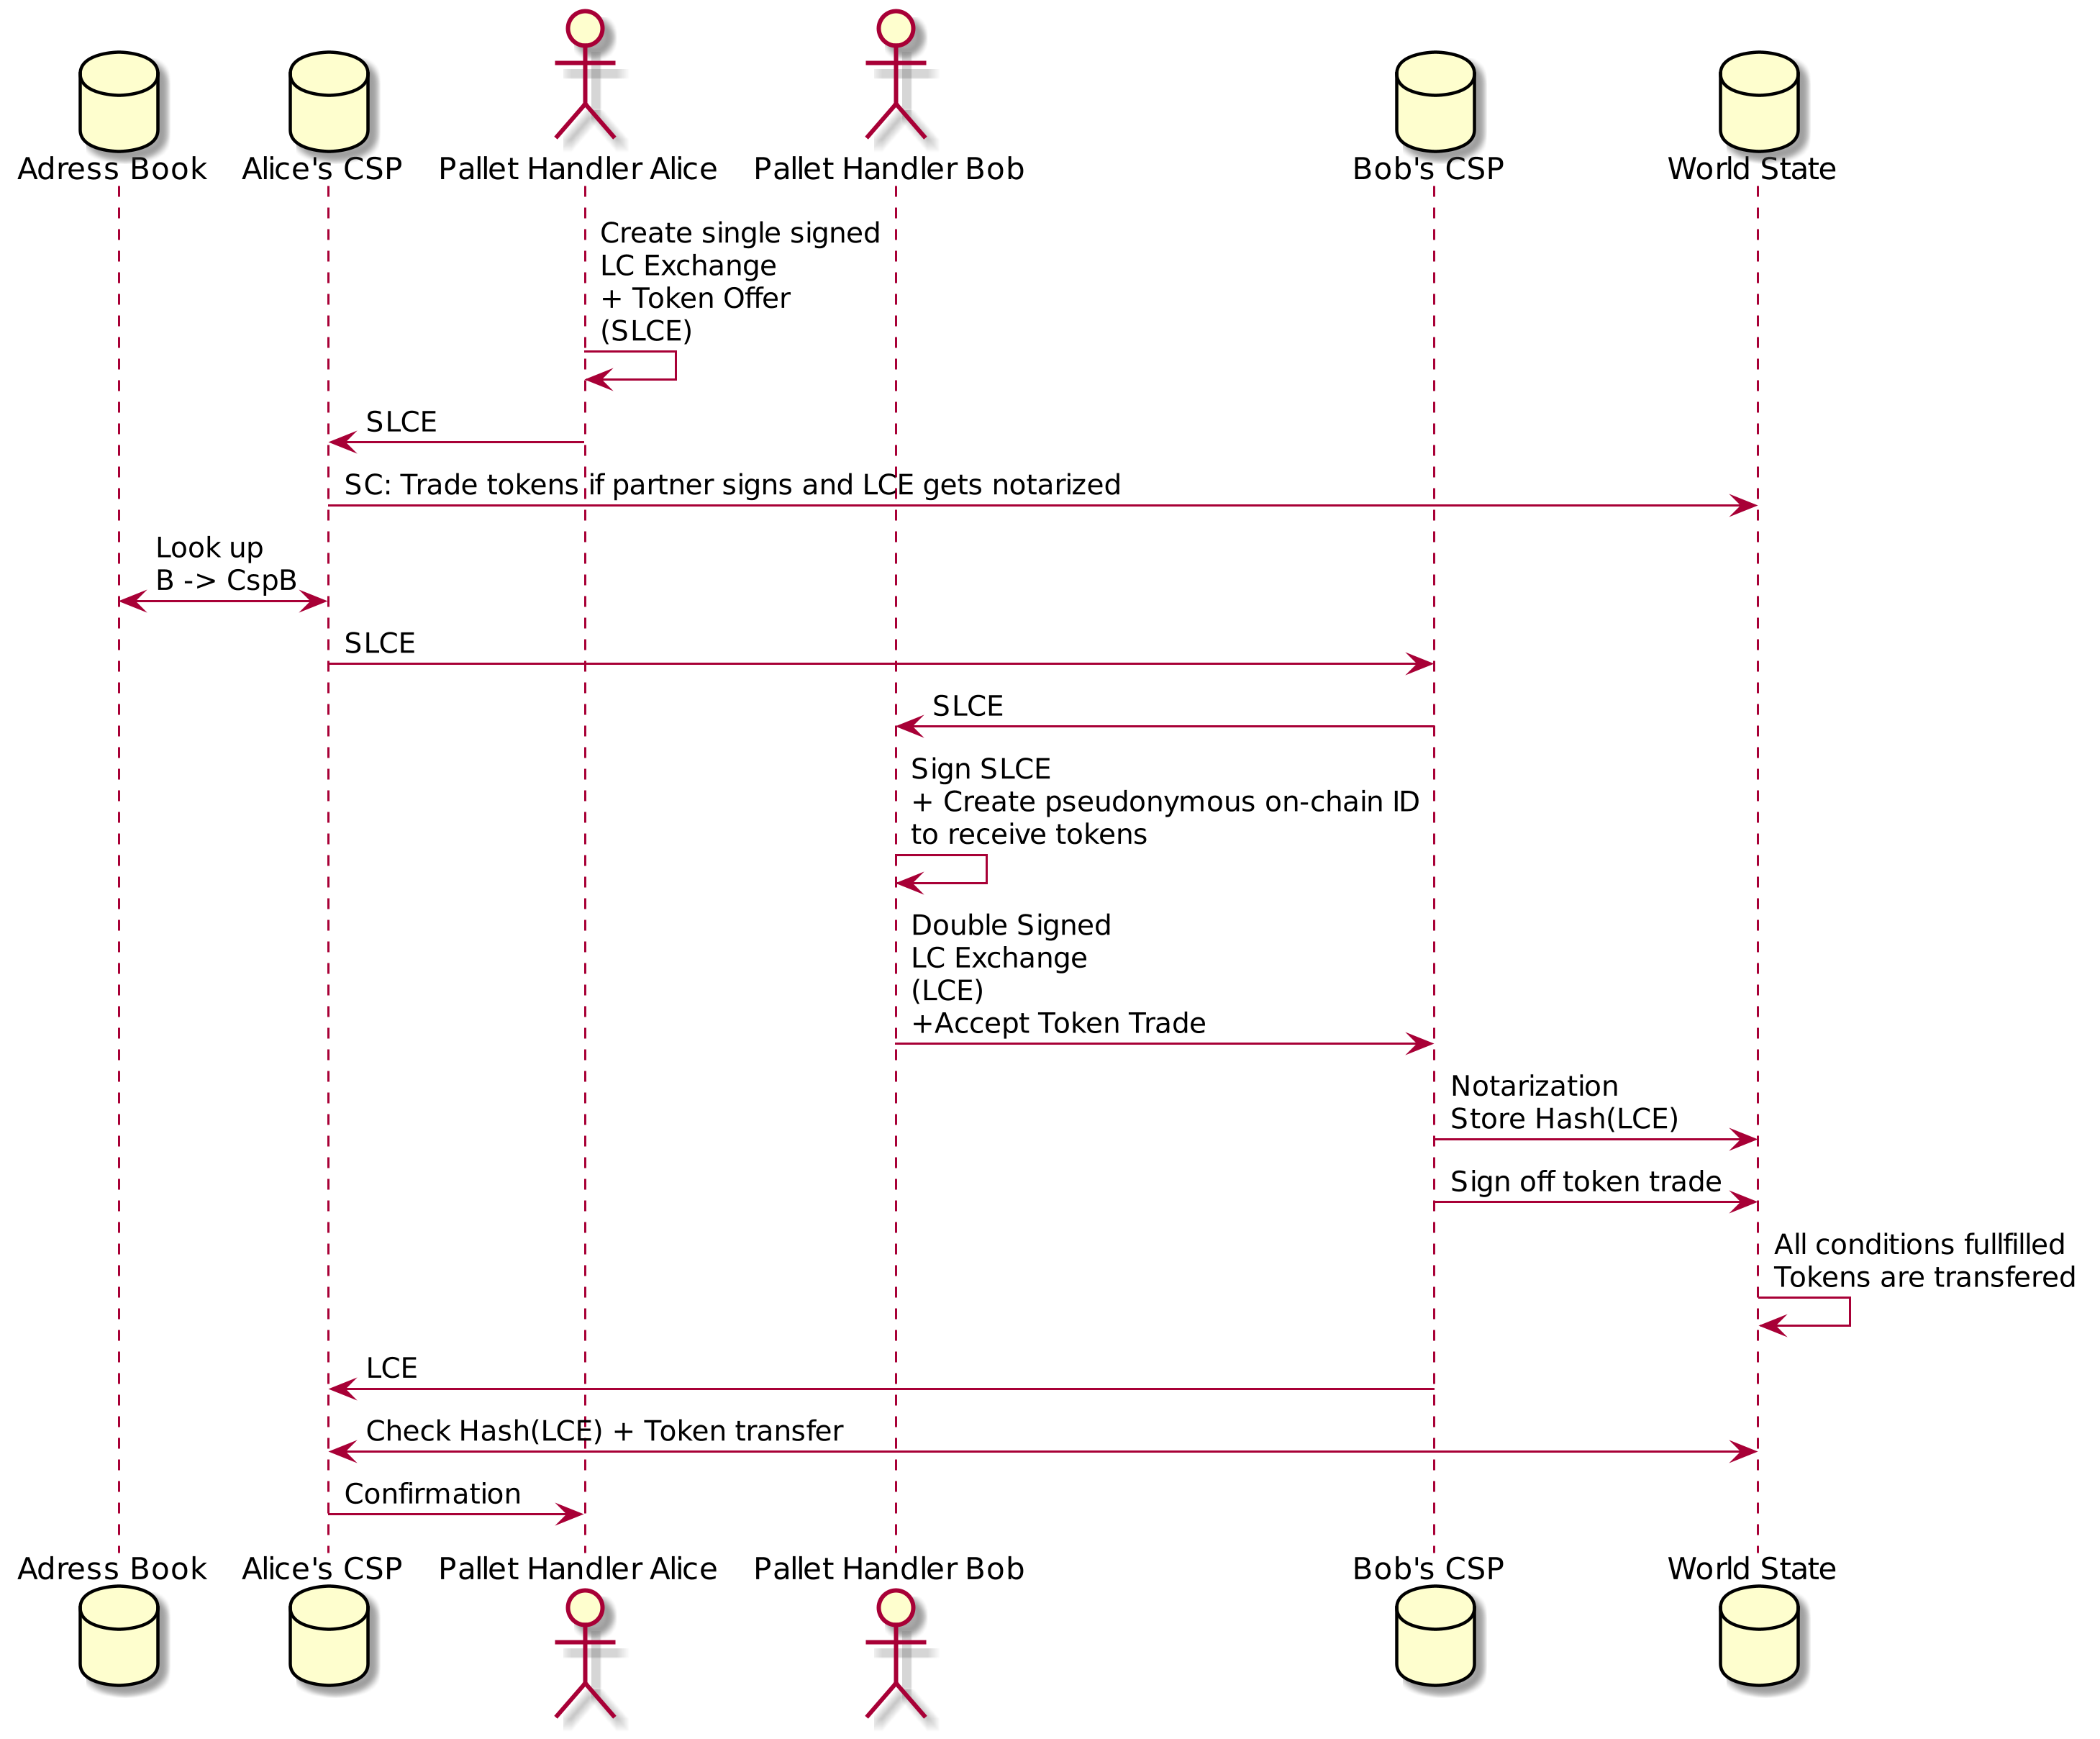 Adress Book
Alice's CSP
Pallet Handler Alice
Pallet Handler Bob
Bob's CSP
World State
Create single signed
LC Exchange
+ Token Offer
(SLCE)
SLCE
SC: Trade tokens if partner signs and LCE gets notarized
Look up
B -> CspB
SLCE
SLCE
Sign SLCE
+ Create pseudonymous on-chain ID
to receive tokens
Double Signed
LC Exchange
(LCE)
+Accept Token Trade
Notarization
Store Hash(LCE)
Sign off token trade
All conditions fullfilled
Tokens are transfered
LCE
Check Hash(LCE) + Token transfer
Confirmation
Adress Book
Alice's CSP
Pallet Handler Alice
Pallet Handler Bob
Bob's CSP
World State